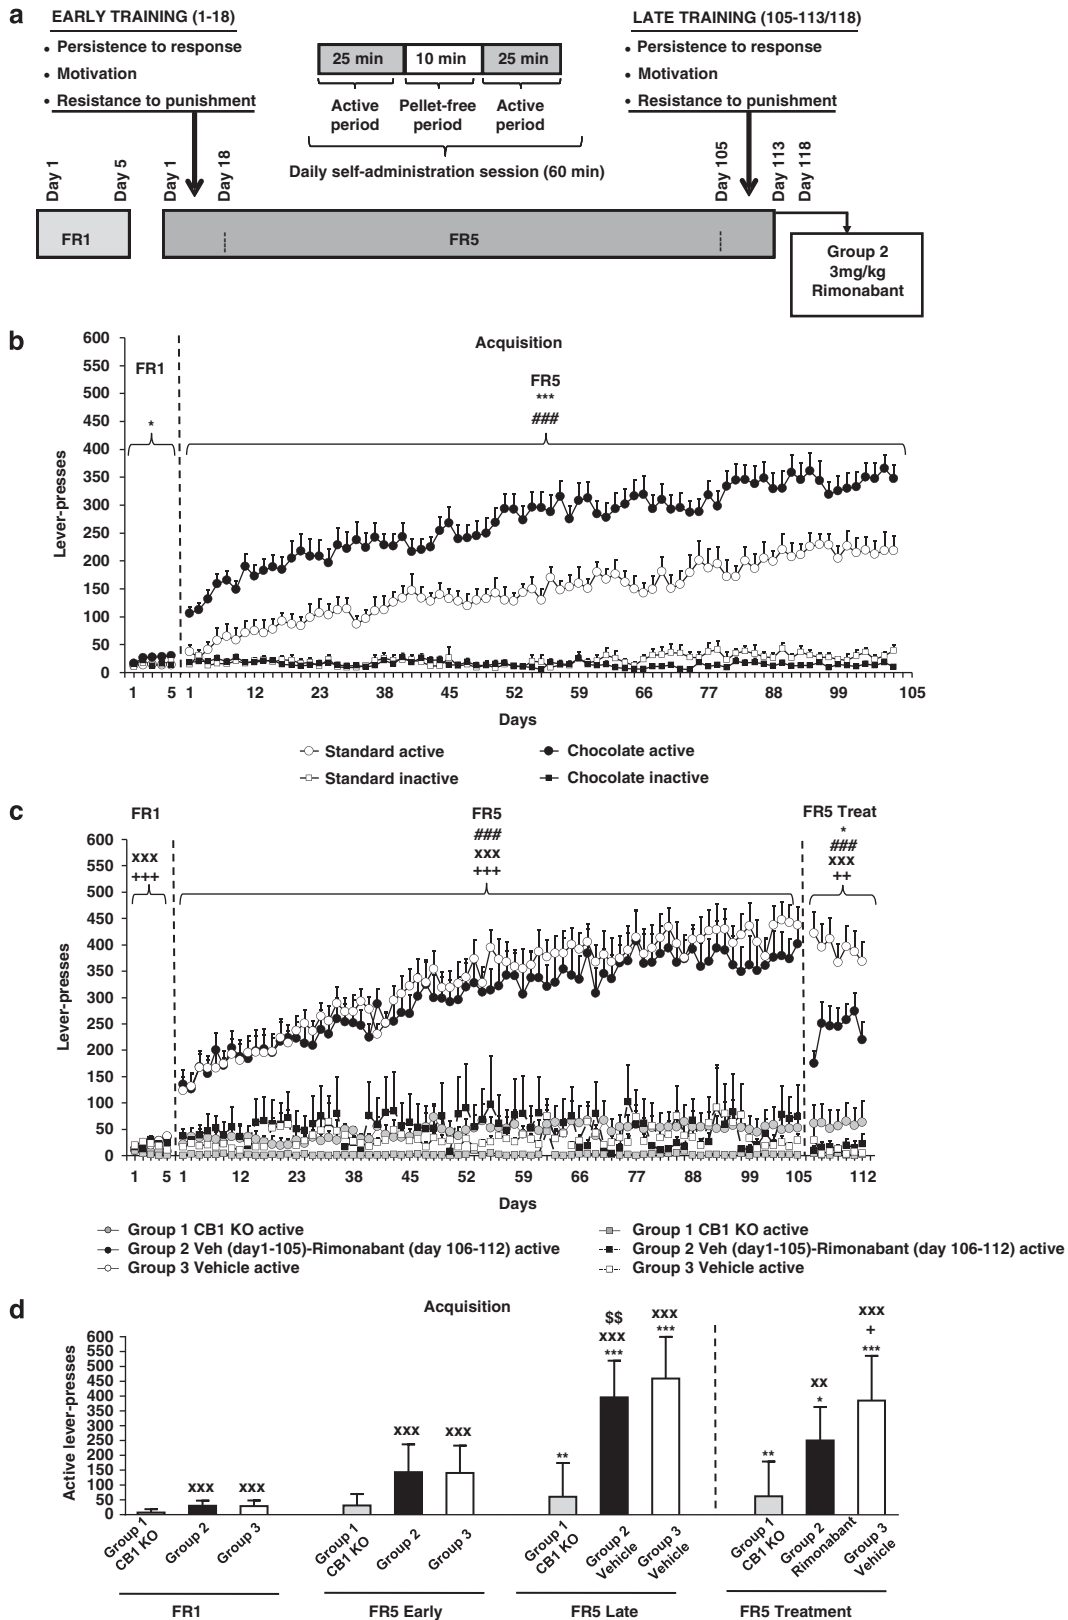 a
EARLY TRAINING (1-18)
• Persistence to response
• Motivation
• Resistance to punishment
25 min 10 min 25 min
Active period
Pellet-free period
Active period
Daily self-administration session (60 min)
LATE TRAINING (105-113/118)
• Persistence to response
• Motivation
• Resistance to punishment
Day 1
Day 5
Day 1
Day 18
Day 105
Day 113
Day 118
FR1
FR5
Group 2
3mg/kg
Rimonabant
b
Acquisition
FR1
*
FR5
***
###
Lever-presses
600
550
500
450
400
350
300
250
200
150
100
50
0
1 5 1 12 23 38 45 52 59 66 77 88 99 105
Days
Standard active
Chocolate active
Standard inactive
Chocolate inactive
c
FR1
xxx
+++
FR5
###
xxx
+++
FR5 Treat
*
###
xxx
++
Lever-presses
600
550
500
450
400
350
300
250
200
150
100
50
0
1 5 1 12 23 38 45 52 59 66 77 88 99 105 112
Days
Group 1 CB1 KO active
Group 1 CB1 KO active
Group 2 Veh (day1-105)-Rimonabant (day 106-112) active
Group 2 Veh (day1-105)-Rimonabant (day 106-112) active
Group 3 Vehicle active
Group 3 Vehicle active
d
Acquisition
Active lever-presses
600
550
500
450
400
350
300
250
200
150
100
50
0
xxx xxx
xxx xxx
**
$$
xxx
***
xxx
***
**
xx
*
xxx
+
***
Group 1 CB1 KO
Group 2
Group 3
Group 1 CB1 KO
Group 2
Group 3
Group 1 CB1 KO
Group 2 Vehicle
Group 3 Vehicle
Group 1 CB1 KO
Group 2 Rimonabant
Group 3 Vehicle
FR1
FR5 Early
FR5 Late
FR5 Treatment